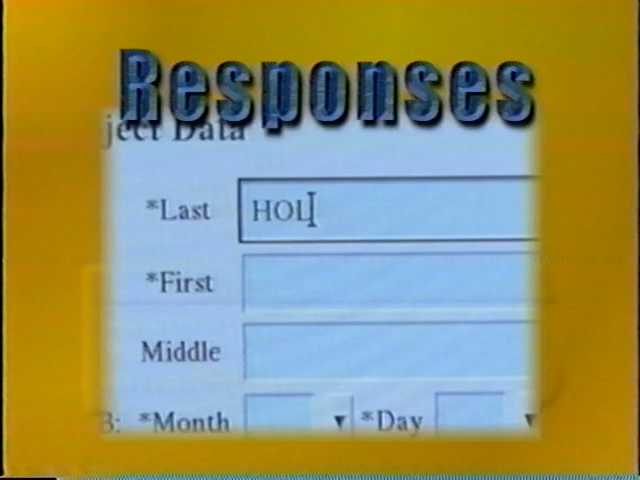 Responses
ject Data
*Last HOL
*First
Middle
B: *Month *Day